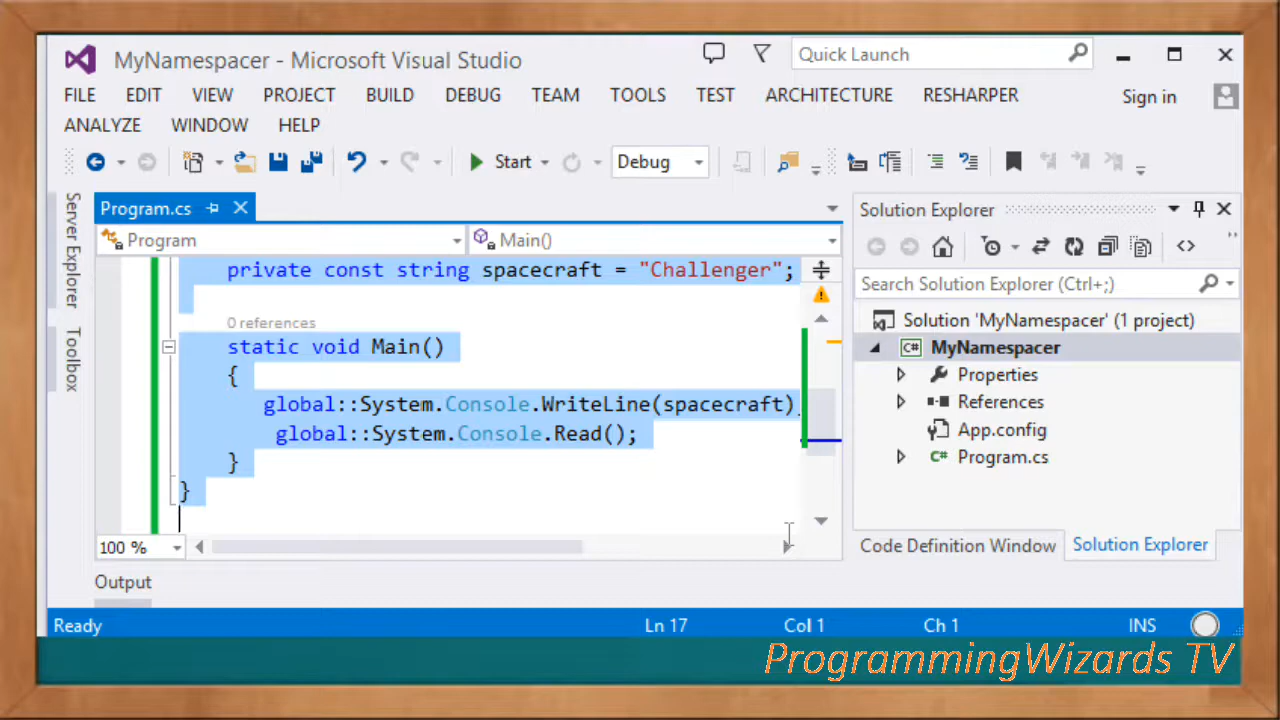 MyNamespacer - Microsoft Visual Studio
Quick Launch
FILE EDIT VIEW PROJECT BUILD DEBUG TEAM TOOLS TEST ARCHITECTURE RESHARPER Sign in
ANALYZE WINDOW HELP
Start Debug
Server Explorer
Toolbox
Program.cs
Program Main()
private const string spacecraft = "Challenger";
0 references
static void Main()
{
global::System.Console.WriteLine(spacecraft)
global::System.Console.Read();
}
}
100 %
Output
Solution Explorer
Search Solution Explorer (Ctrl+;)
Solution 'MyNamespacer' (1 project)
C# MyNamespacer
Properties
References
App.config
C# Program.cs
Code Definition Window Solution Explorer
Ready Ln 17 Col 1 Ch 1 INS
ProgrammingWizards TV